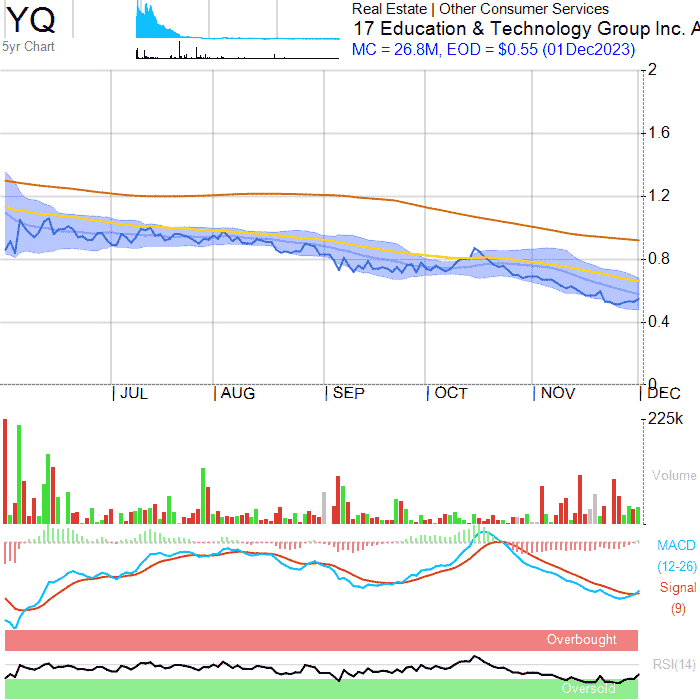 YQ
5yr Chart
Real Estate | Other Consumer Services
17 Education & Technology Group Inc. A
MC = 26.8M, EOD = $0.55 (01Dec2023)
2
1.6
1.2
0.8
0.4
0
JUL AUG SEP OCT NOV DEC
225k
Volume
MACD
(12-26)
Signal
(9)
Overbought
RSI(14)
Oversold